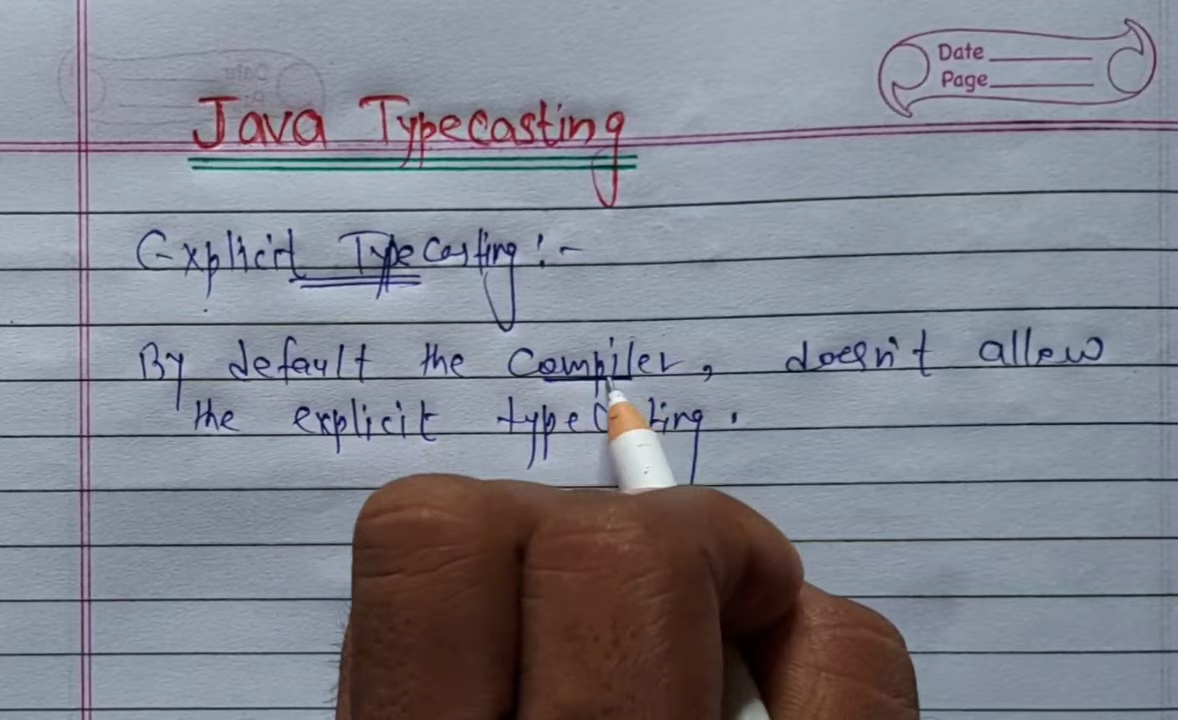 Date
Page
Java Typecasting
Explicit Typecasting :-
By default the Compiler, doesn't allow
the explicit